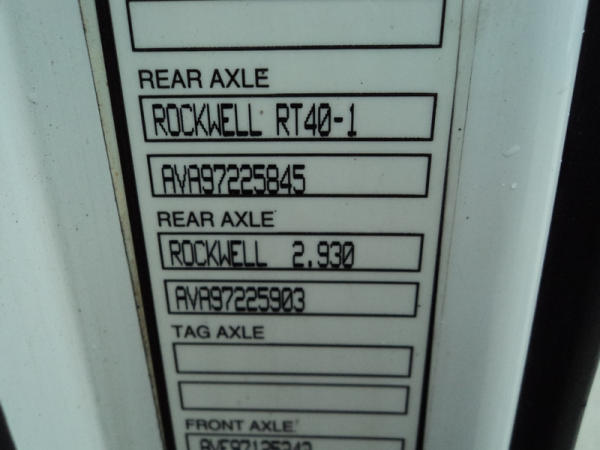 REAR AXLE
ROCKWELL RT40-1
AVA97225845
REAR AXLE
ROCKWELL 2.930
AVA97225903
TAG AXLE
FRONT AXLE